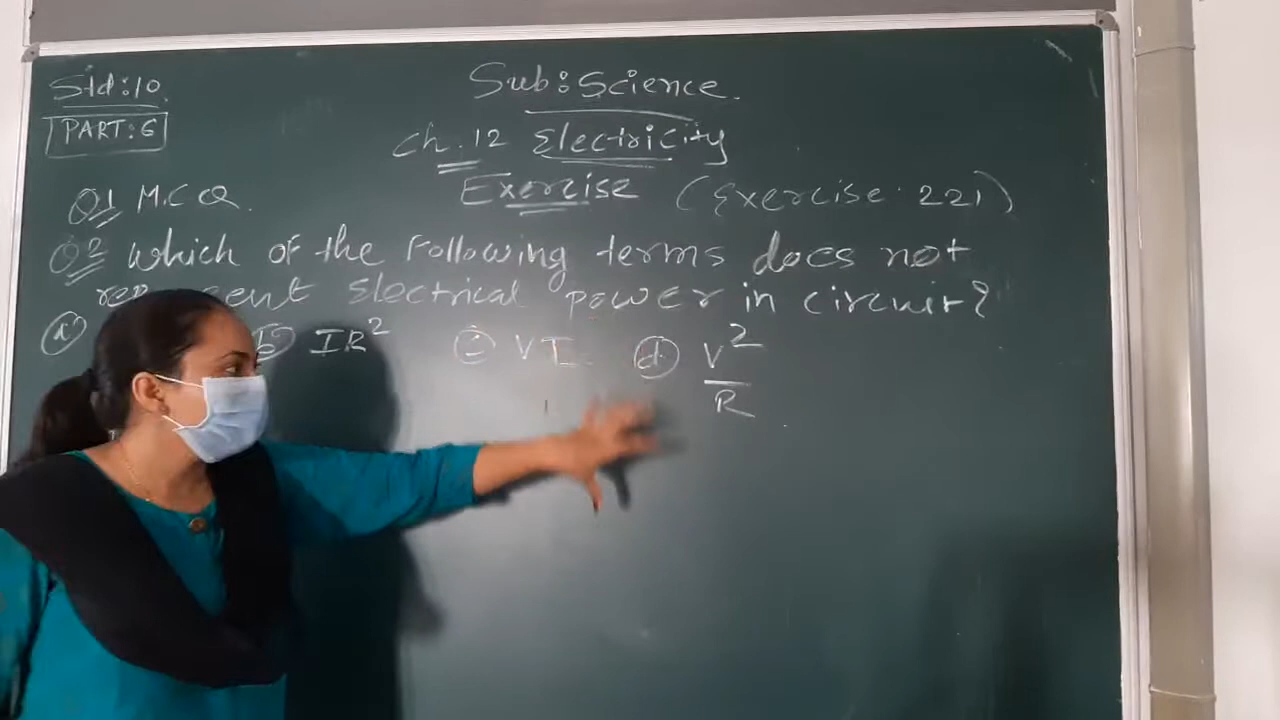 Std:10
PART:6
Sub:Science
Ch.12 Electricity
Exercise (Exercise 221)
Q1 M.C.Q.
Q2 Which of the following terms does not
electrical power in circuit?
(a) (b) IR² (c) VI (d) V²/R